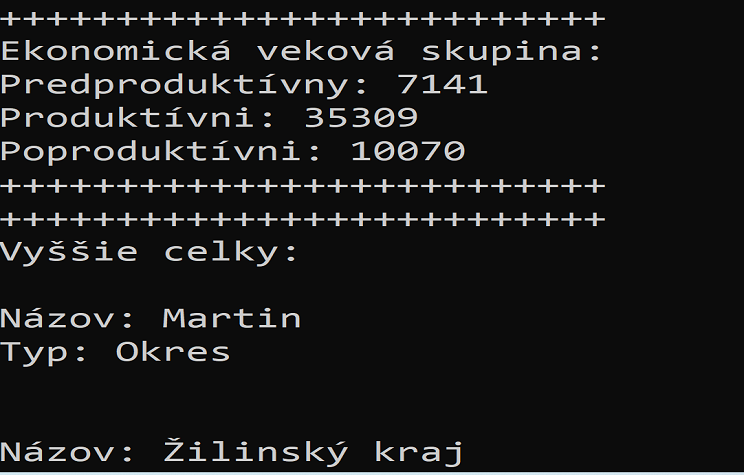 ++++++++++++++++++++++++++
Ekonomická veková skupina:
Predproduktívny: 7141
Produktívni: 35309
Poproduktívni: 10070
++++++++++++++++++++++++++
++++++++++++++++++++++++++
Vyššie celky:
Názov: Martin
Typ: Okres
Názov: Žilinský kraj